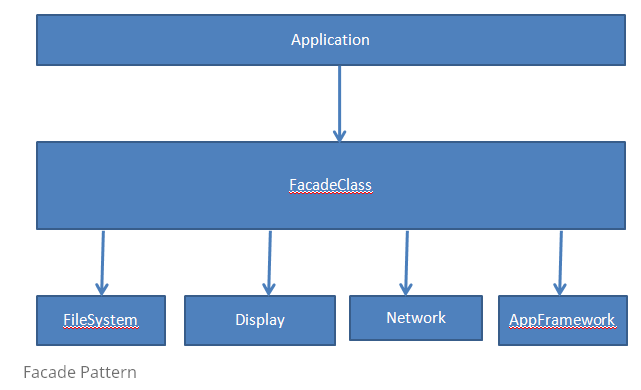 Application
FacadeClass
FileSystem
Display
Network
AppFramework
Facade Pattern